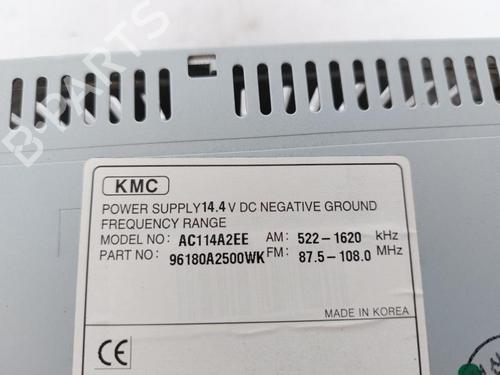 B-PARTS
KMC
POWER SUPPLY 14.4 V DC NEGATIVE GROUND
FREQUENCY RANGE
MODEL NO: AC114A2EE AM: 522-1620 kHz
PART NO: 96180A2500WK FM: 87.5-108.0 MHz
MADE IN KOREA
CE